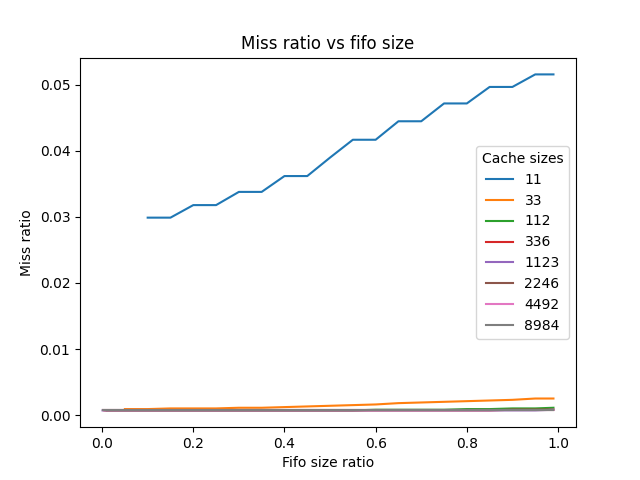 Miss ratio vs fifo size
Miss ratio
0.05
0.04
0.03
0.02
0.01
0.00
Cache sizes
11
33
112
336
1123
2246
4492
8984
0.0 0.2 0.4 0.6 0.8 1.0
Fifo size ratio